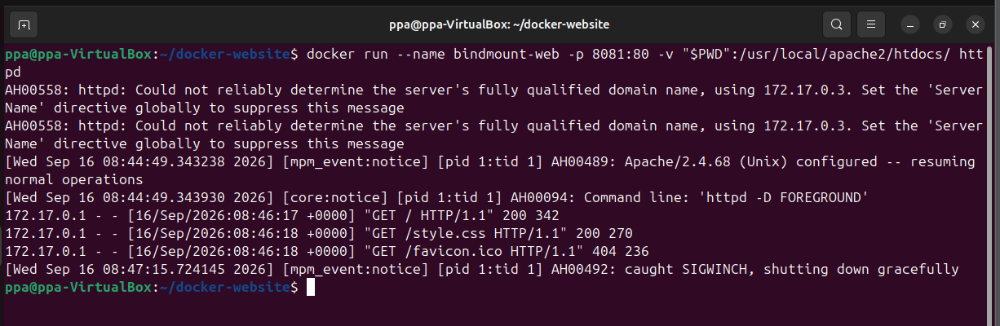 ppa@ppa-VirtualBox: ~/docker-website
ppa@ppa-VirtualBox:~/docker-website$ docker run --name bindmount-web -p 8081:80 -v "$PWD":/usr/local/apache2/htdocs/ htt
pd
AH00558: httpd: Could not reliably determine the server's fully qualified domain name, using 172.17.0.3. Set the 'Server
Name' directive globally to suppress this message
AH00558: httpd: Could not reliably determine the server's fully qualified domain name, using 172.17.0.3. Set the 'Server
Name' directive globally to suppress this message
[Wed Sep 16 08:44:49.343238 2026] [mpm_event:notice] [pid 1:tid 1] AH00489: Apache/2.4.68 (Unix) configured -- resuming
normal operations
[Wed Sep 16 08:44:49.343930 2026] [core:notice] [pid 1:tid 1] AH00094: Command line: 'httpd -D FOREGROUND'
172.17.0.1 - - [16/Sep/2026:08:46:17 +0000] "GET / HTTP/1.1" 200 342
172.17.0.1 - - [16/Sep/2026:08:46:18 +0000] "GET /style.css HTTP/1.1" 200 270
172.17.0.1 - - [16/Sep/2026:08:46:18 +0000] "GET /favicon.ico HTTP/1.1" 404 236
[Wed Sep 16 08:47:15.724145 2026] [mpm_event:notice] [pid 1:tid 1] AH00492: caught SIGWINCH, shutting down gracefully
ppa@ppa-VirtualBox:~/docker-website$